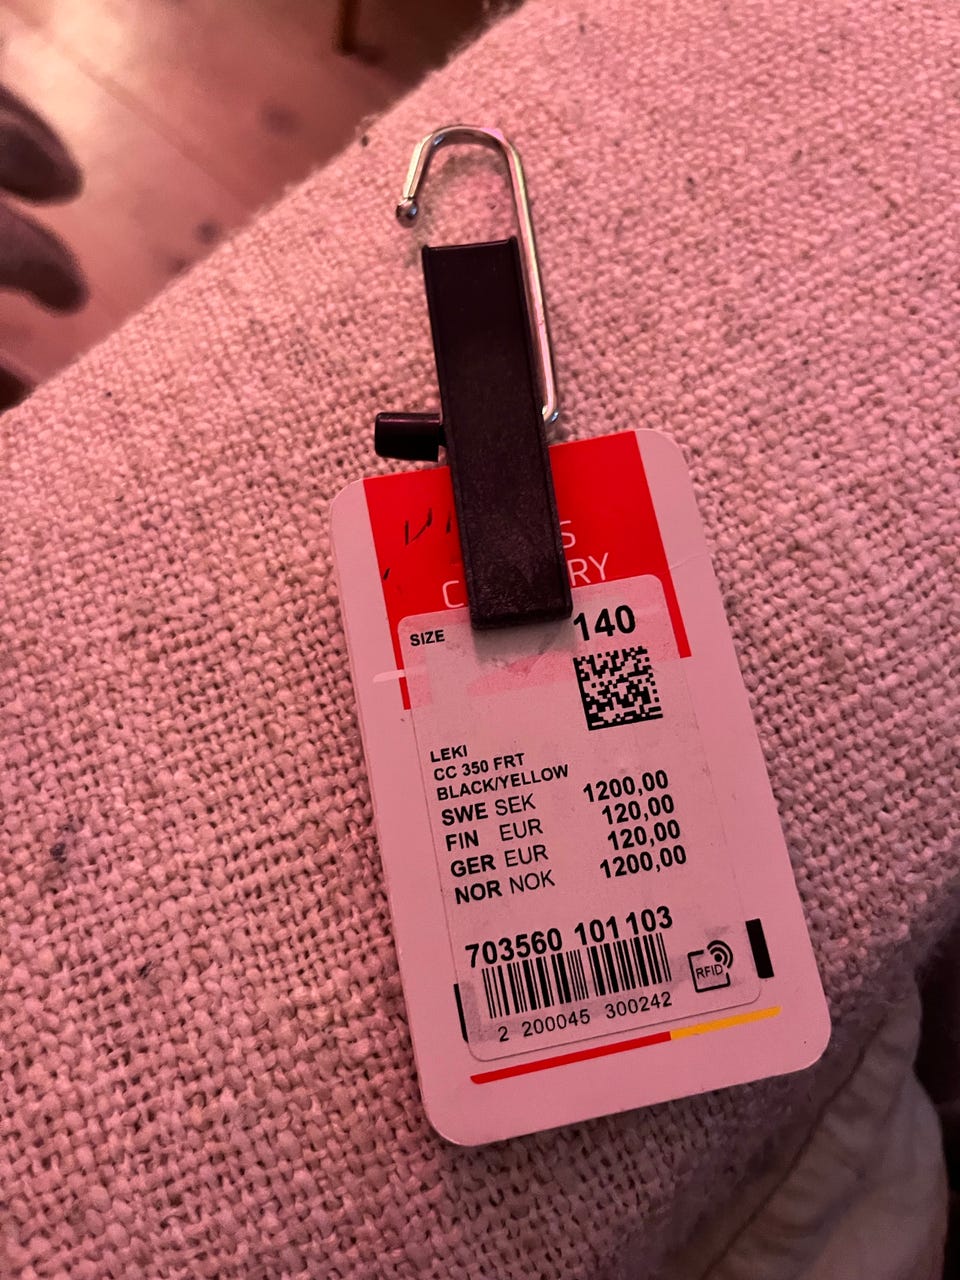 SIZE 140
LEKI
CC 350 FRT
BLACK/YELLOW
SWE SEK 1200,00
FIN EUR 120,00
GER EUR 120,00
NOR NOK 1200,00
703560 101103
RFID
2 200045 300242